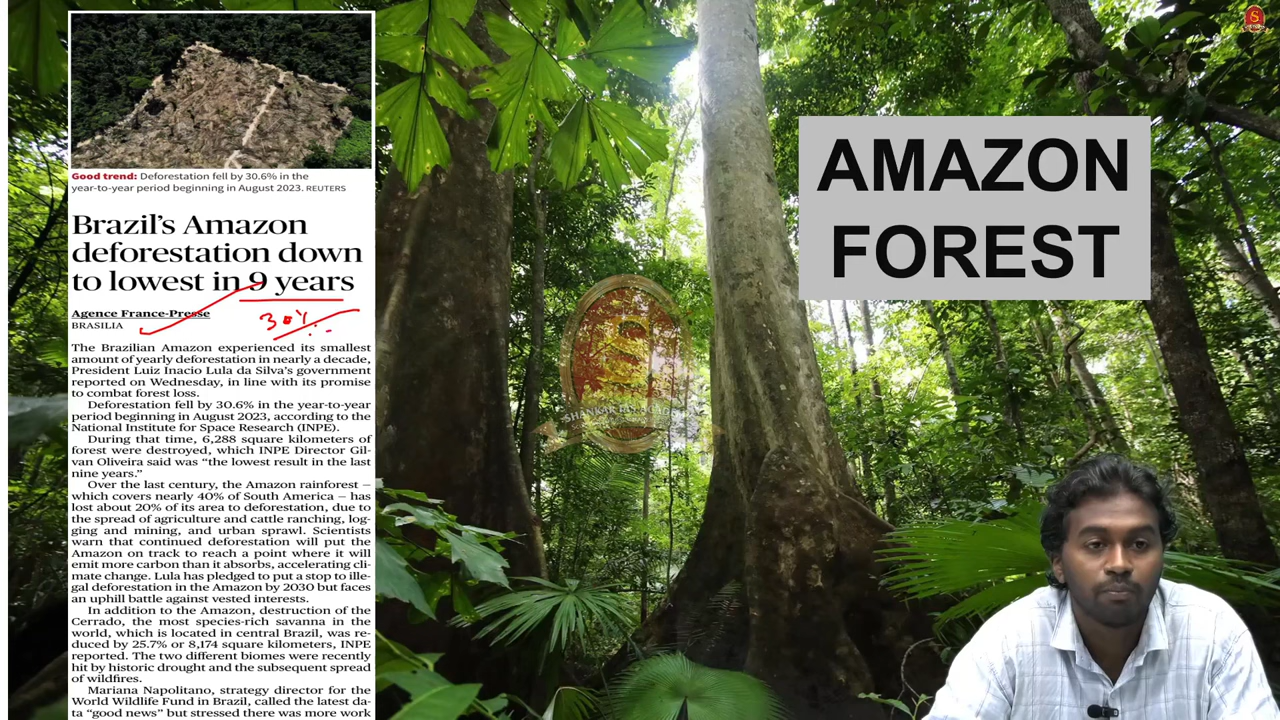 Good trend: Deforestation fell by 30.6% in the
year-to-year period beginning in August 2023. REUTERS
Brazil's Amazon
deforestation down
to lowest in 9 years
Agence France-Presse
BRASILIA
30%
The Brazilian Amazon experienced its smallest
amount of yearly deforestation in nearly a decade,
President Luiz Inacio Lula da Silva's government
reported on Wednesday, in line with its promise
to combat forest loss.
Deforestation fell by 30.6% in the year-to-year
period beginning in August 2023, according to the
National Institute for Space Research (INPE).
During that time, 6,288 square kilometers of
forest were destroyed, which INPE Director Gil-
van Oliveira said was “the lowest result in the last
nine years.”
Over the last century, the Amazon rainforest –
which covers nearly 40% of South America – has
lost about 20% of its area to deforestation, due to
the spread of agriculture and cattle ranching, log-
ging and mining, and urban sprawl. Scientists
warn that continued deforestation will put the
Amazon on track to reach a point where it will
emit more carbon than it absorbs, accelerating cli-
mate change. Lula has pledged to put a stop to ille-
gal deforestation in the Amazon by 2030 but faces
an uphill battle against vested interests.
In addition to the Amazon, destruction of the
Cerrado, the most species-rich savanna in the
world, which is located in central Brazil, was re-
duced by 25.7% or 8,174 square kilometers, INPE
reported. The two different biomes were recently
hit by historic drought and the subsequent spread
of wildfires.
Mariana Napolitano, strategy director for the
World Wildlife Fund in Brazil, called the latest da-
ta “good news” but stressed there was more work
AMAZON
FOREST
S
SHANKAR IAS ACADEMY
S